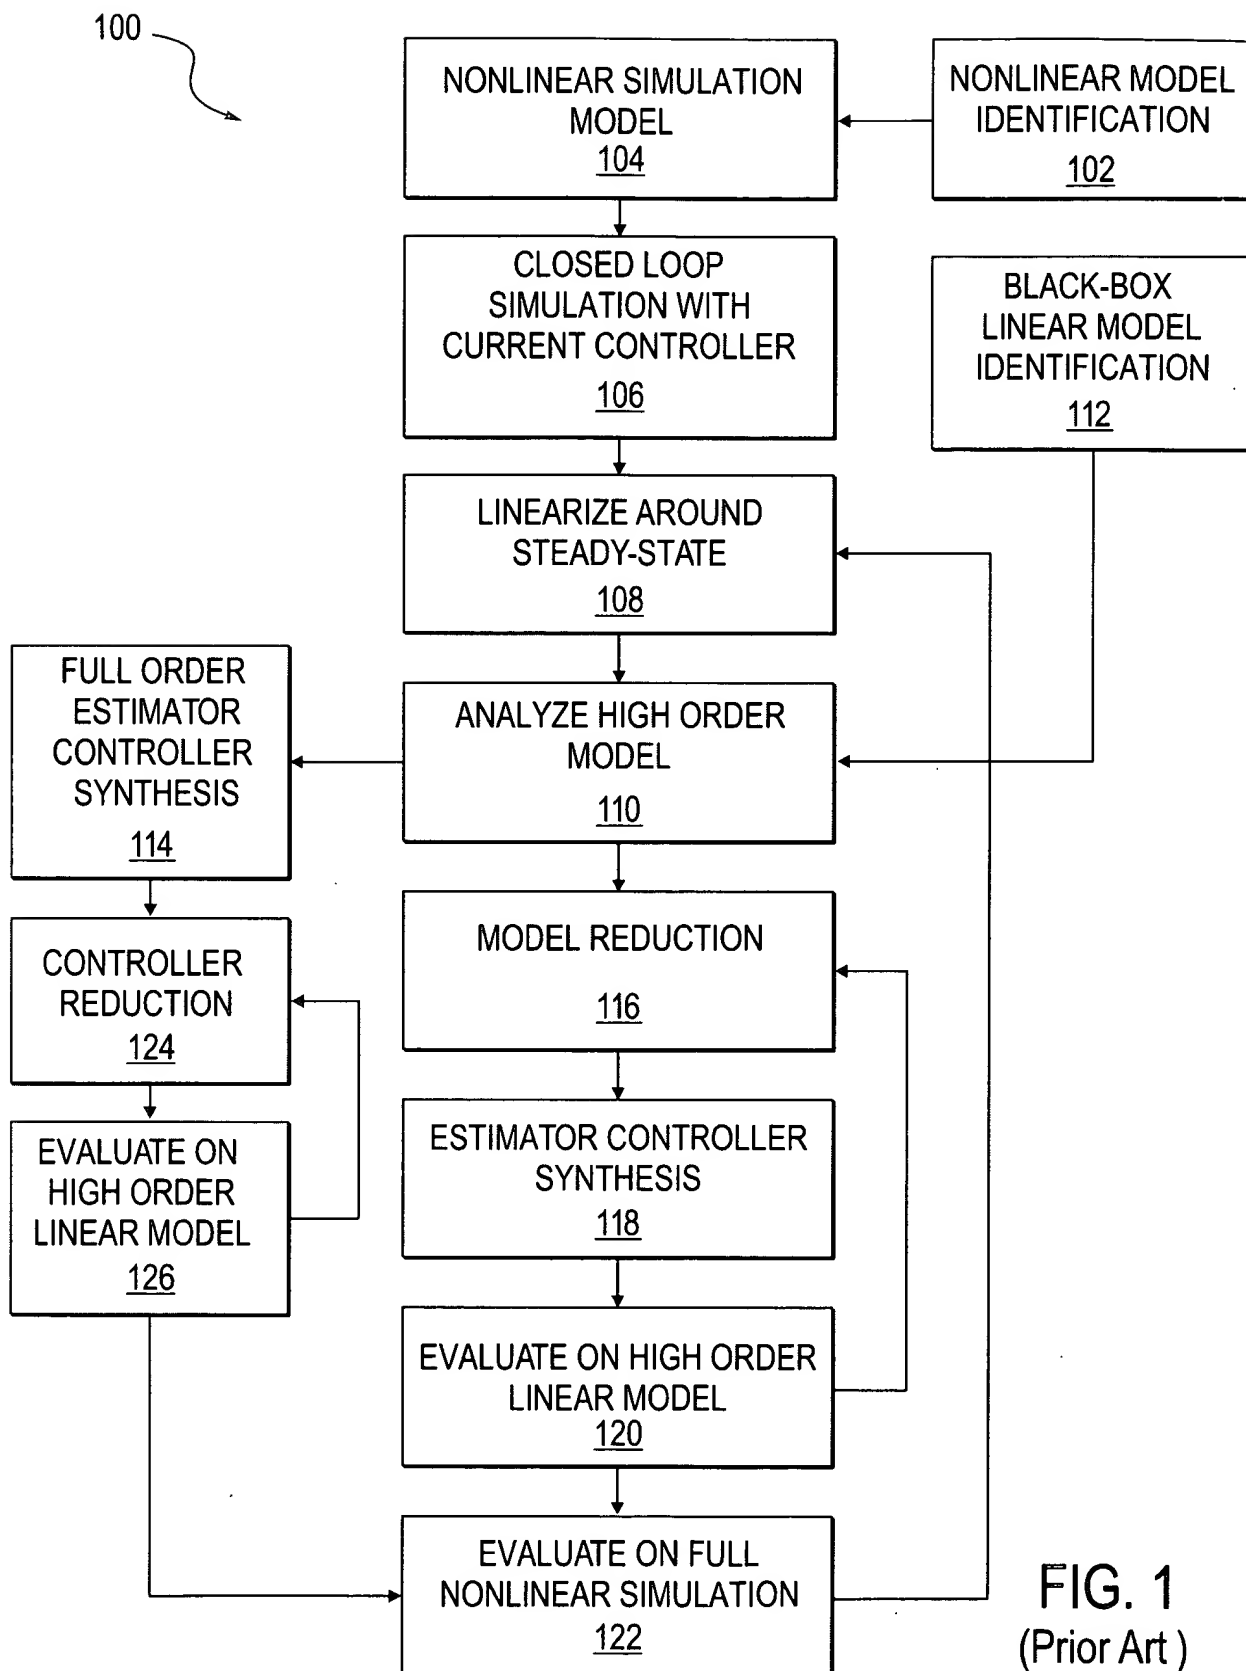 100
NONLINEAR SIMULATION
MODEL
104
NONLINEAR MODEL
IDENTIFICATION
102
CLOSED LOOP
SIMULATION WITH
CURRENT CONTROLLER
106
BLACK-BOX
LINEAR MODEL
IDENTIFICATION
112
LINEARIZE AROUND
STEADY-STATE
108
FULL ORDER
ESTIMATOR
CONTROLLER
SYNTHESIS
114
ANALYZE HIGH ORDER
MODEL
110
CONTROLLER
REDUCTION
124
MODEL REDUCTION
116
EVALUATE ON
HIGH ORDER
LINEAR MODEL
126
ESTIMATOR CONTROLLER
SYNTHESIS
118
EVALUATE ON HIGH ORDER
LINEAR MODEL
120
EVALUATE ON FULL
NONLINEAR SIMULATION
122
FIG. 1
(Prior Art )